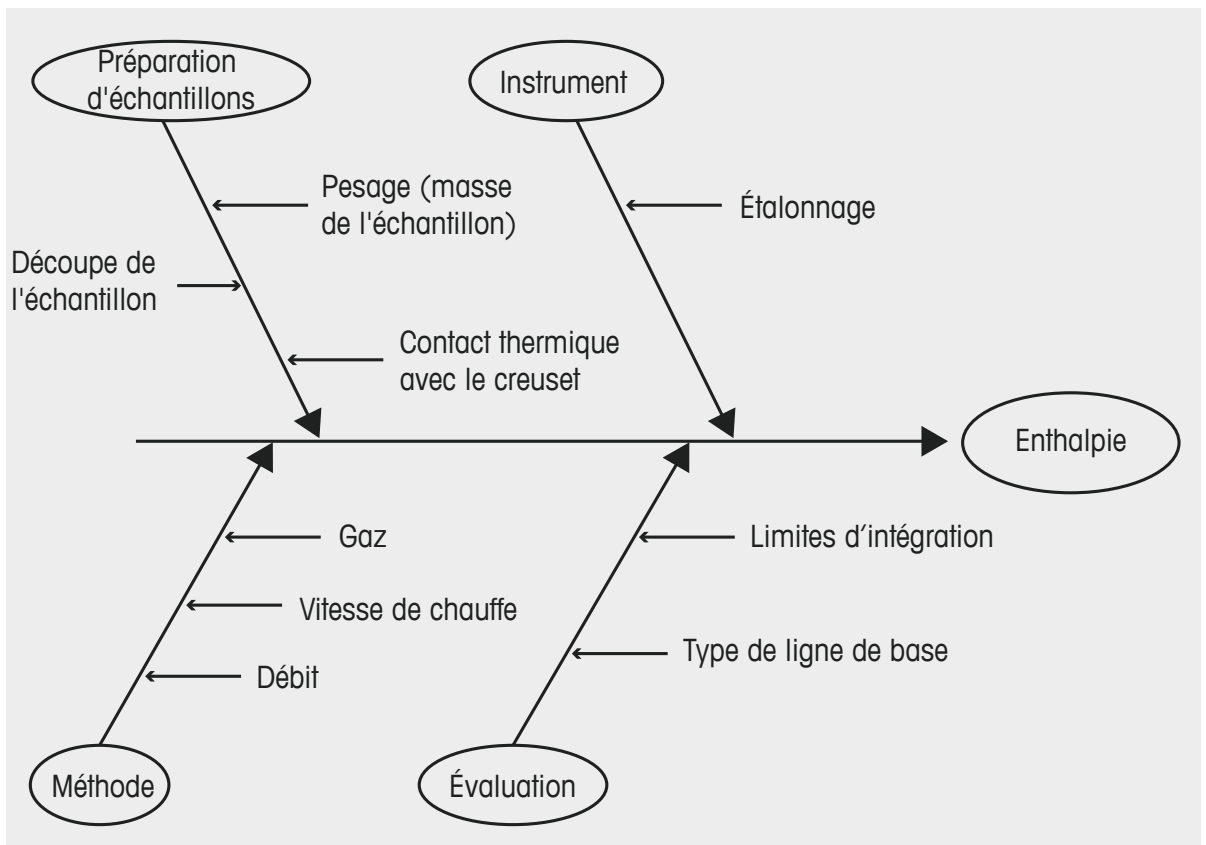 Préparation
d'échantillons
Instrument
Pesage (masse
de l'échantillon)
Étalonnage
Découpe de
l'échantillon
Contact thermique
avec le creuset
Enthalpie
Gaz
Limites d’intégration
Vitesse de chauffe
Type de ligne de base
Débit
Méthode
Évaluation